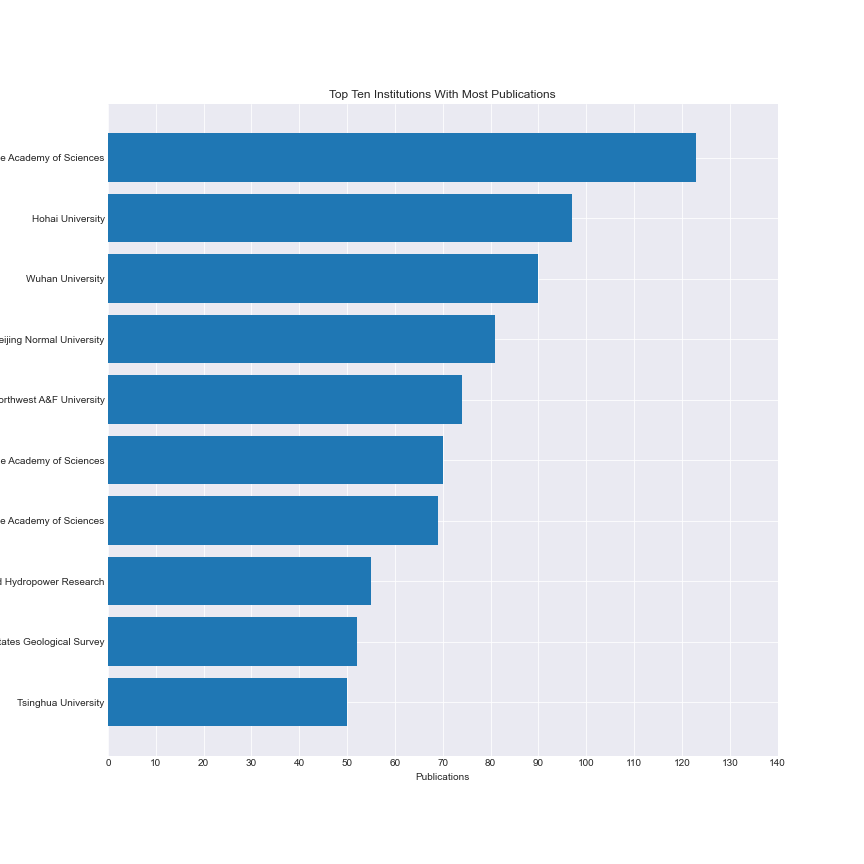 Top Ten Institutions With Most Publications
e Academy of Sciences
Hohai University
Wuhan University
eijing Normal University
orthwest A&F University
e Academy of Sciences
e Academy of Sciences
d Hydropower Research
tates Geological Survey
Tsinghua University
0 10 20 30 40 50 60 70 80 90 100 110 120 130 140
Publications